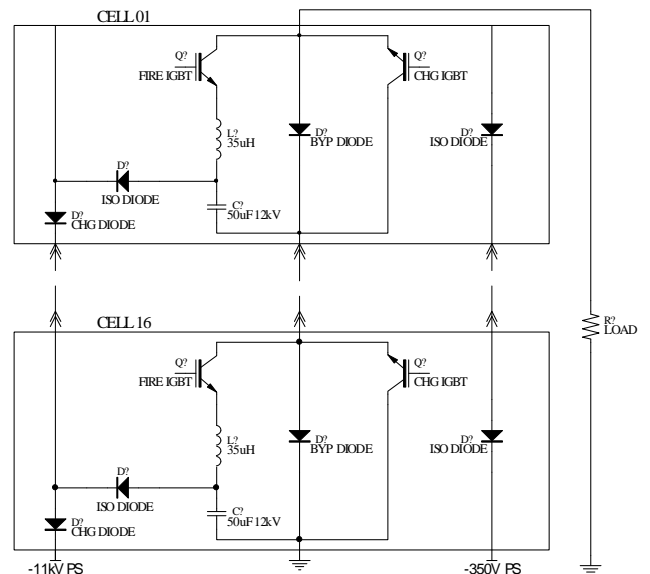 CELL 01
Q?
FIRE IGBT
Q?
CHG IGBT
L?
35uH
D?
BYP DIODE
D?
ISO DIODE
D?
ISO DIODE
C?
50uF 12kV
D?
CHG DIODE
R?
LOAD
CELL 16
Q?
FIRE IGBT
Q?
CHG IGBT
L?
35uH
D?
BYP DIODE
D?
ISO DIODE
D?
ISO DIODE
C?
50uF 12kV
D?
CHG DIODE
-11kV PS
-350V PS